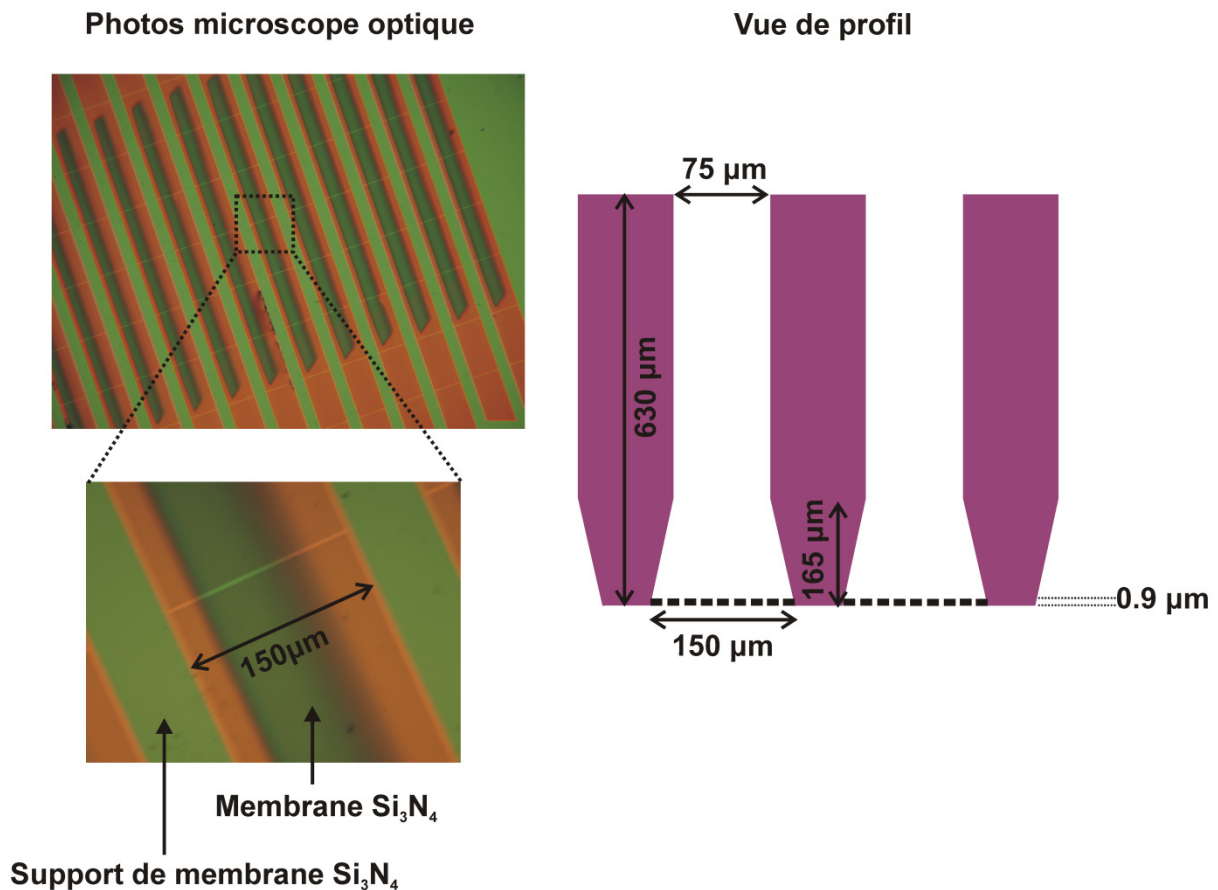 Photos microscope optique
Vue de profil
75 µm
630 µm
165 µm
0.9 µm
150 µm
150µm
Membrane Si₃N₄
Support de membrane Si₃N₄